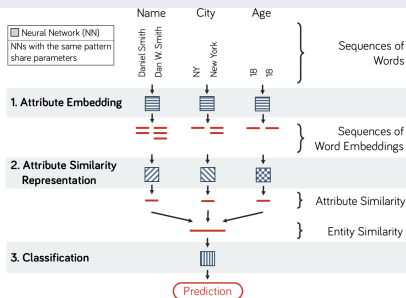 Name City Age
Neural Network (NN)
NNs with the same pattern
share parameters
Daniel Smith
Dan W. Smith
NY
New York
18
18
Sequences of
Words
1. Attribute Embedding
Sequences of
Word Embeddings
2. Attribute Similarity
Representation
Attribute Similarity
Entity Similarity
3. Classification
Prediction